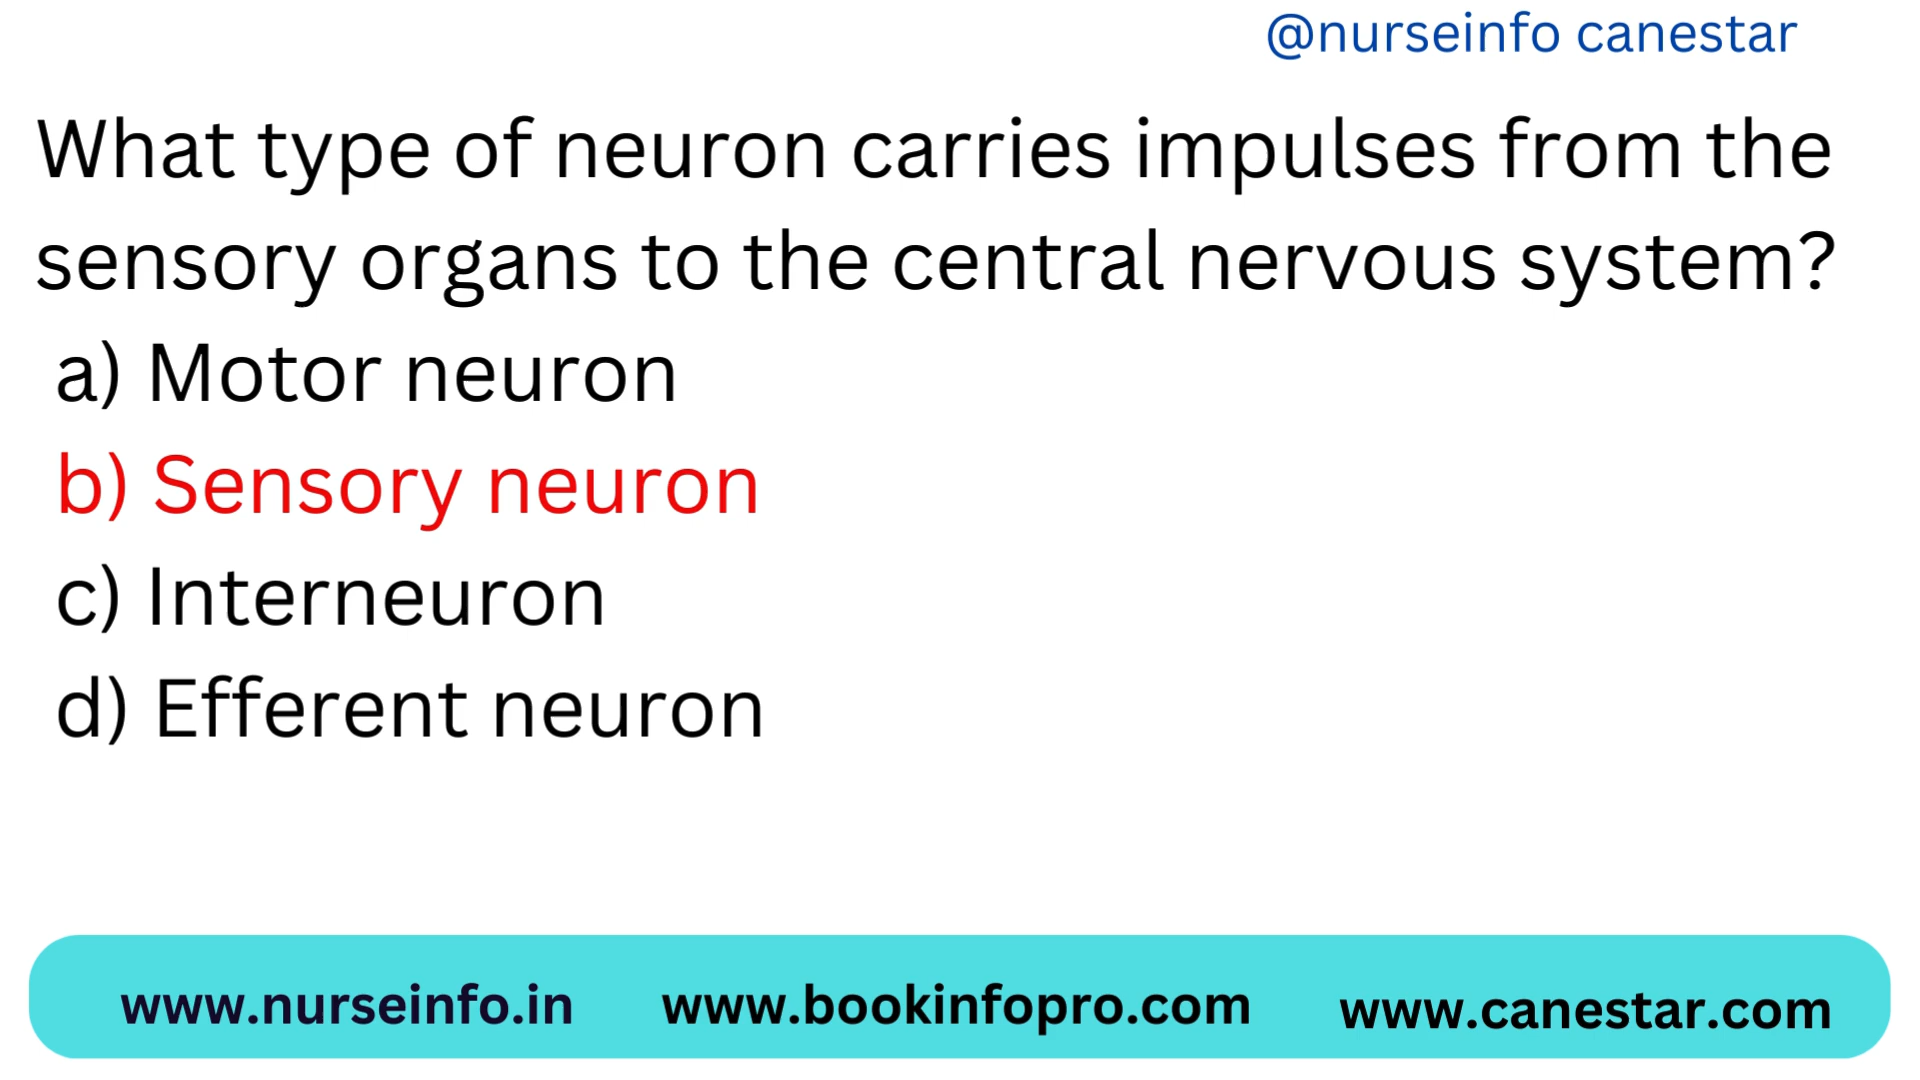 @nurseinfo canestar
What type of neuron carries impulses from the
sensory organs to the central nervous system?
a) Motor neuron
b) Sensory neuron
c) Interneuron
d) Efferent neuron
www.nurseinfo.in www.bookinfopro.com www.canestar.com